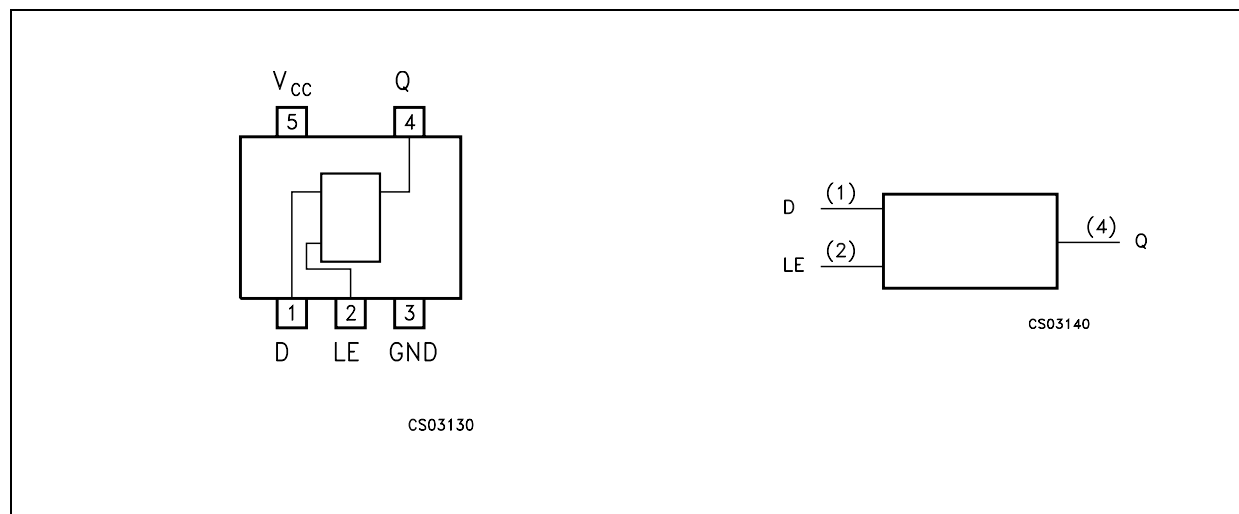 VCC Q
5 4
1 2 3
D LE GND
CS03130
D (1)
LE (2)
(4) Q
CS03140